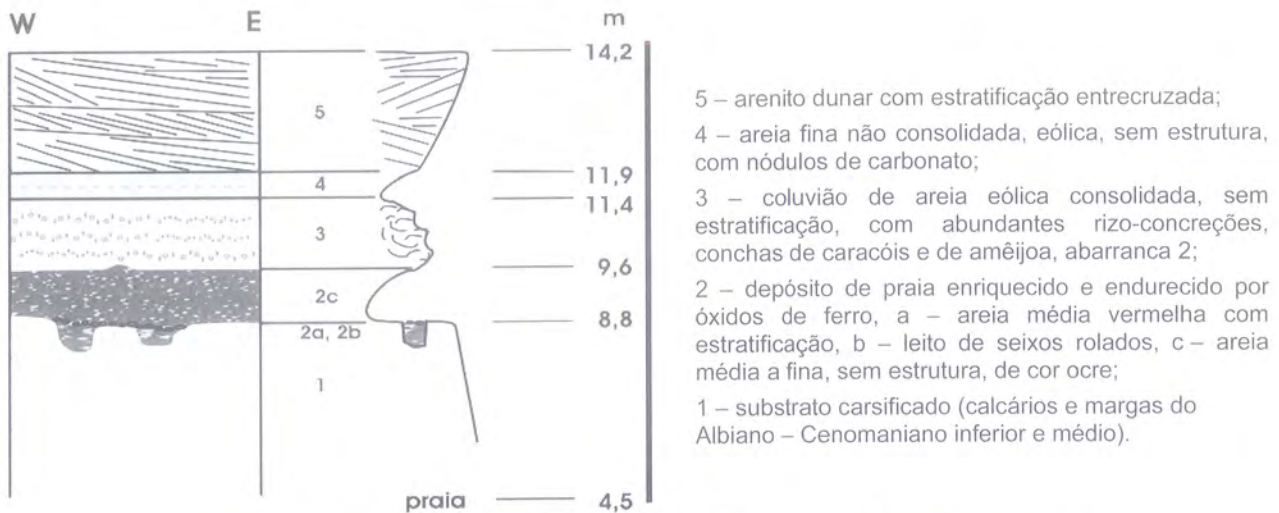 W
E
m
14,2
5
11,9
4
11,4
3
9,6
2c
8,8
2a, 2b
1
praia
4,5
5 – arenito dunar com estratificação entrecruzada;
4 – areia fina não consolidada, eólica, sem estrutura,
com nódulos de carbonato;
3 – coluvião de areia eólica consolidada, sem
estratificação, com abundantes rizo-concreções,
conchas de caracóis e de amêijoa, abarranca 2;
2 – depósito de praia enriquecido e endurecido por
óxidos de ferro, a – areia média vermelha com
estratificação, b – leito de seixos rolados, c – areia
média a fina, sem estrutura, de cor ocre;
1 – substrato carsificado (calcários e margas do
Albiano – Cenomaniano inferior e médio).